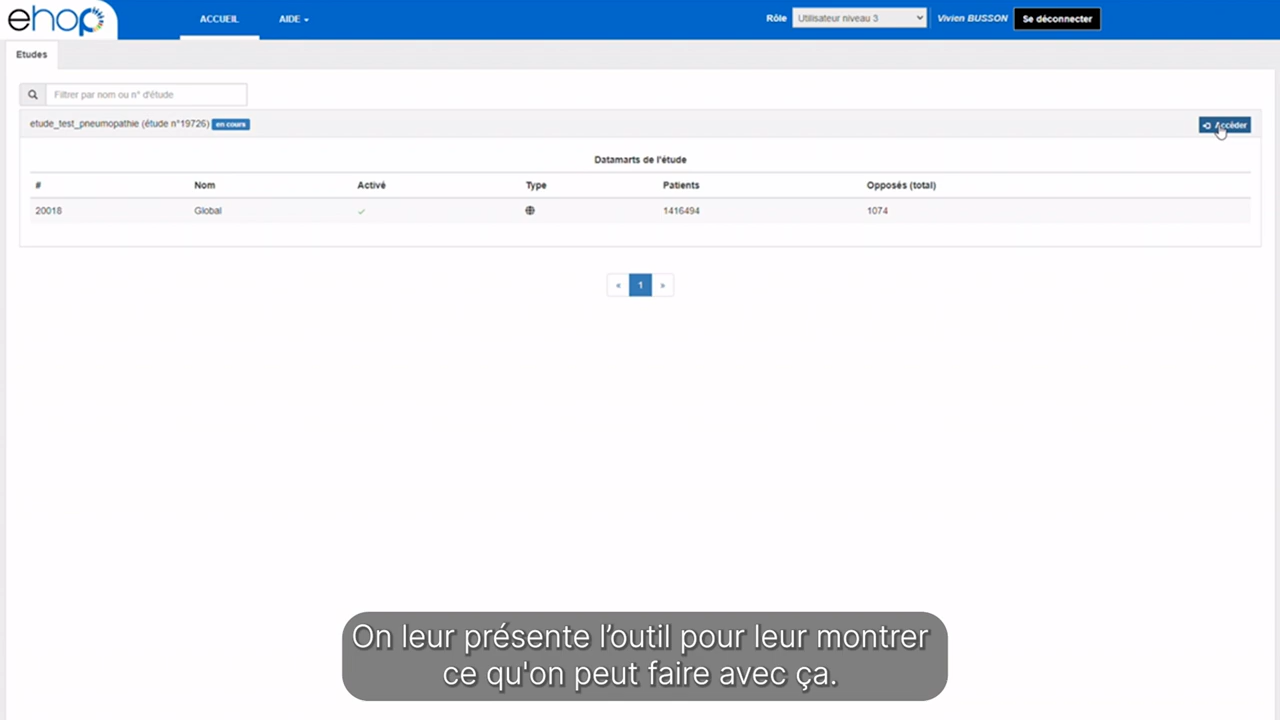 ehop
ACCUEIL
AIDE
Rôle
Utilisateur niveau 3
Vivien BUSSON
Se déconnecter
Etudes
Filtrer par nom ou n° d'étude
etude_test_pneumopathie (étude n°19726) en cours
Accéder
Datamarts de l'étude
# Nom Activé Type Patients Opposés (total)
20018 Global 1416494 1074
« 1 »
On leur présente l’outil pour leur montrer
ce qu'on peut faire avec ça.